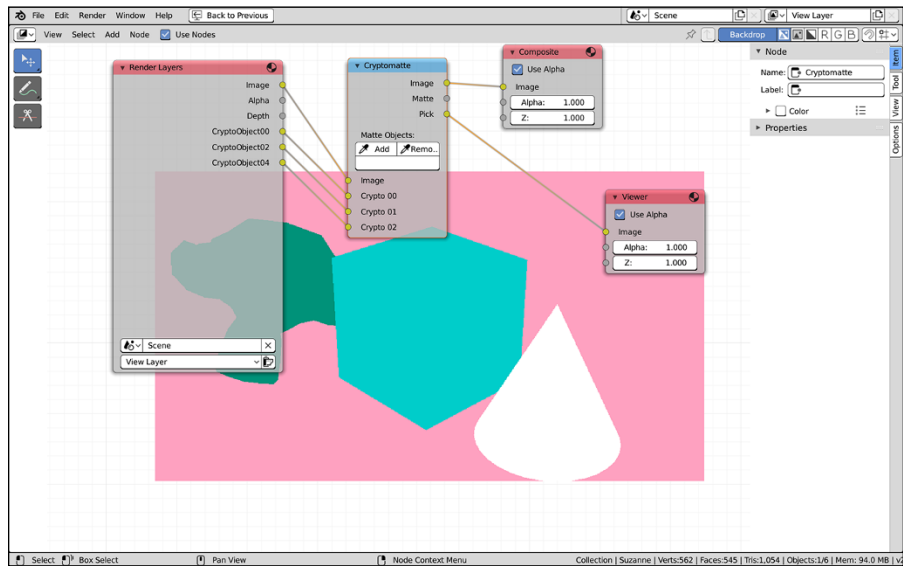 File Edit Render Window Help Back to Previous Scene View Layer
View Select Add Node Use Nodes Backdrop R G B
Node
Name: Cryptomatte
Label:
Color
Properties
Item
Tool
View
Options
Render Layers
Image
Alpha
Depth
CryptoObject00
CryptoObject02
CryptoObject04
Scene
View Layer
Cryptomatte
Image
Matte
Pick
Matte Objects:
Add Remo..
Image
Crypto 00
Crypto 01
Crypto 02
Composite
Use Alpha
Image
Alpha: 1.000
Z: 1.000
Viewer
Use Alpha
Image
Alpha: 1.000
Z: 1.000
Select Box Select Pan View Node Context Menu Collection | Suzanne | Verts:562 | Faces:545 | Tris:1,054 | Objects:1/6 | Mem: 94.0 MB |